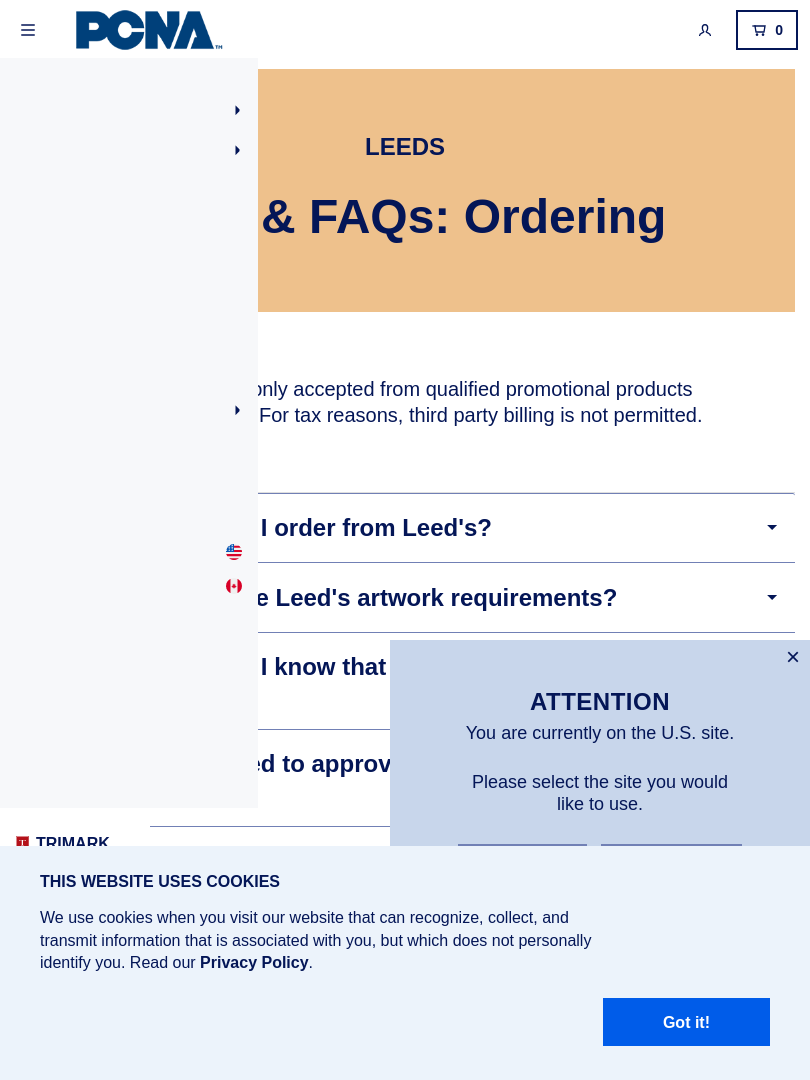 PCNA™
0
LEEDS
& FAQs: Ordering
only accepted from qualified promotional products
For tax reasons, third party billing is not permitted.
I order from Leed's?
e Leed's artwork requirements?
I know that
ed to approv
ATTENTION
You are currently on the U.S. site.
Please select the site you would
like to use.
T TRIMARK
THIS WEBSITE USES COOKIES
We use cookies when you visit our website that can recognize, collect, and
transmit information that is associated with you, but which does not personally
identify you. Read our Privacy Policy.
Got it!